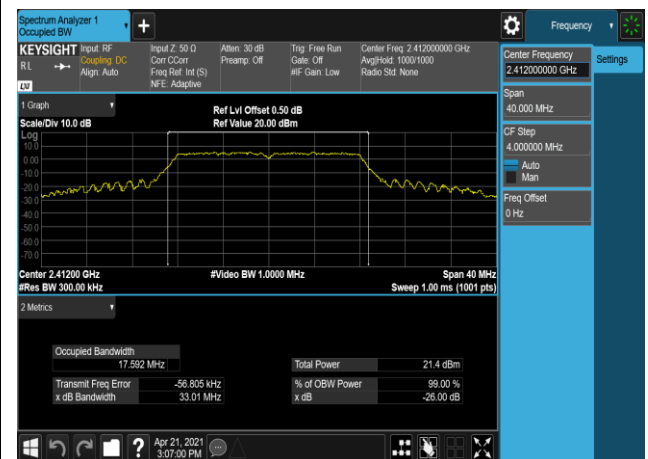 Spectrum Analyzer 1
Occupied BW
Frequency
KEYSIGHT
RL
LXI
Input: RF
Coupling: DC
Align: Auto
Input Z: 50 Ω
Corr CCorr
Freq Ref: Int (S)
NFE: Adaptive
Atten: 30 dB
Preamp: Off
Trig: Free Run
Gate: Off
#IF Gain: Low
Center Freq: 2.412000000 GHz
Avg|Hold: 1000/1000
Radio Std: None
Center Frequency
2.412000000 GHz
Settings
Span
40.000 MHz
CF Step
4.000000 MHz
Auto
Man
Freq Offset
0 Hz
1 Graph
Scale/Div 10.0 dB
Ref Lvl Offset 0.50 dB
Ref Value 20.00 dBm
Log
10.0
0.00
-10.0
-20.0
-30.0
-40.0
-50.0
-60.0
-70.0
Center 2.41200 GHz
#Video BW 1.0000 MHz
Span 40 MHz
#Res BW 300.00 kHz
Sweep 1.00 ms (1001 pts)
2 Metrics
Occupied Bandwidth
17.592 MHz
Total Power 21.4 dBm
Transmit Freq Error -56.805 kHz
% of OBW Power 99.00 %
x dB Bandwidth 33.01 MHz
x dB -26.00 dB
?
Apr 21, 2021
3:07:00 PM